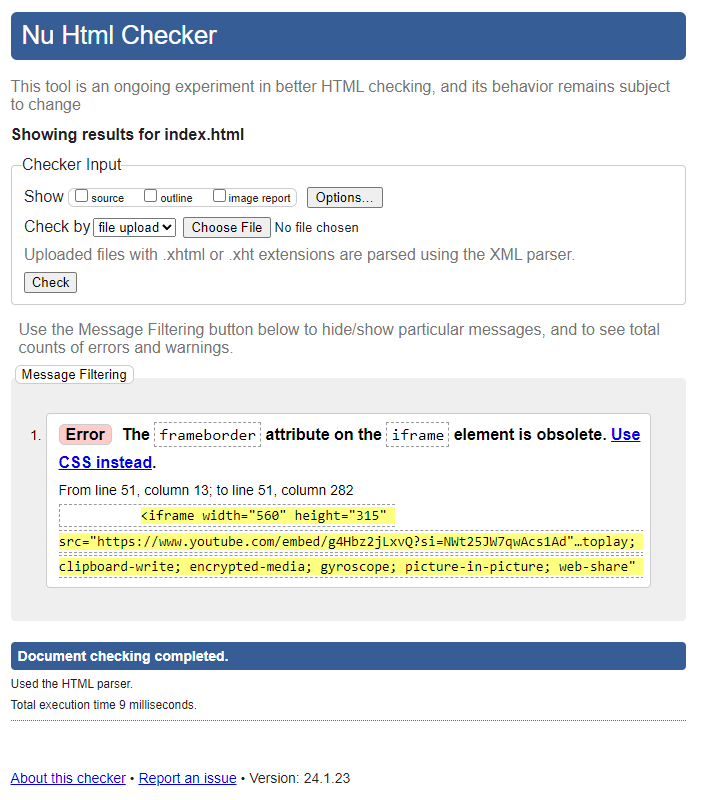 Nu Html Checker
This tool is an ongoing experiment in better HTML checking, and its behavior remains subject
to change
Showing results for index.html
Checker Input
Show source outline image report Options...
Check by file upload Choose File No file chosen
Uploaded files with .xhtml or .xht extensions are parsed using the XML parser.
Check
Use the Message Filtering button below to hide/show particular messages, and to see total
counts of errors and warnings.
Message Filtering
1. Error The frameborder attribute on the iframe element is obsolete. Use
CSS instead.
From line 51, column 13; to line 51, column 282
<iframe width="560" height="315"
src="https://www.youtube.com/embed/g4Hbz2jLxvQ?si=NWt25JW7qwAcs1Ad"…toplay;
clipboard-write; encrypted-media; gyroscope; picture-in-picture; web-share"
Document checking completed.
Used the HTML parser.
Total execution time 9 milliseconds.
About this checker • Report an issue • Version: 24.1.23